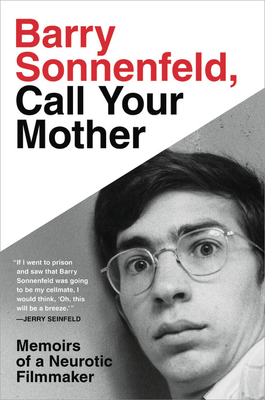 Barry
Sonnenfeld,
Call Your
Mother
“If I went to prison
and saw that Barry
Sonnenfeld was going
to be my cellmate, I
would think, ‘Oh, this
will be a breeze.’”
—JERRY SEINFELD
Memoirs
of a Neurotic
Filmmaker